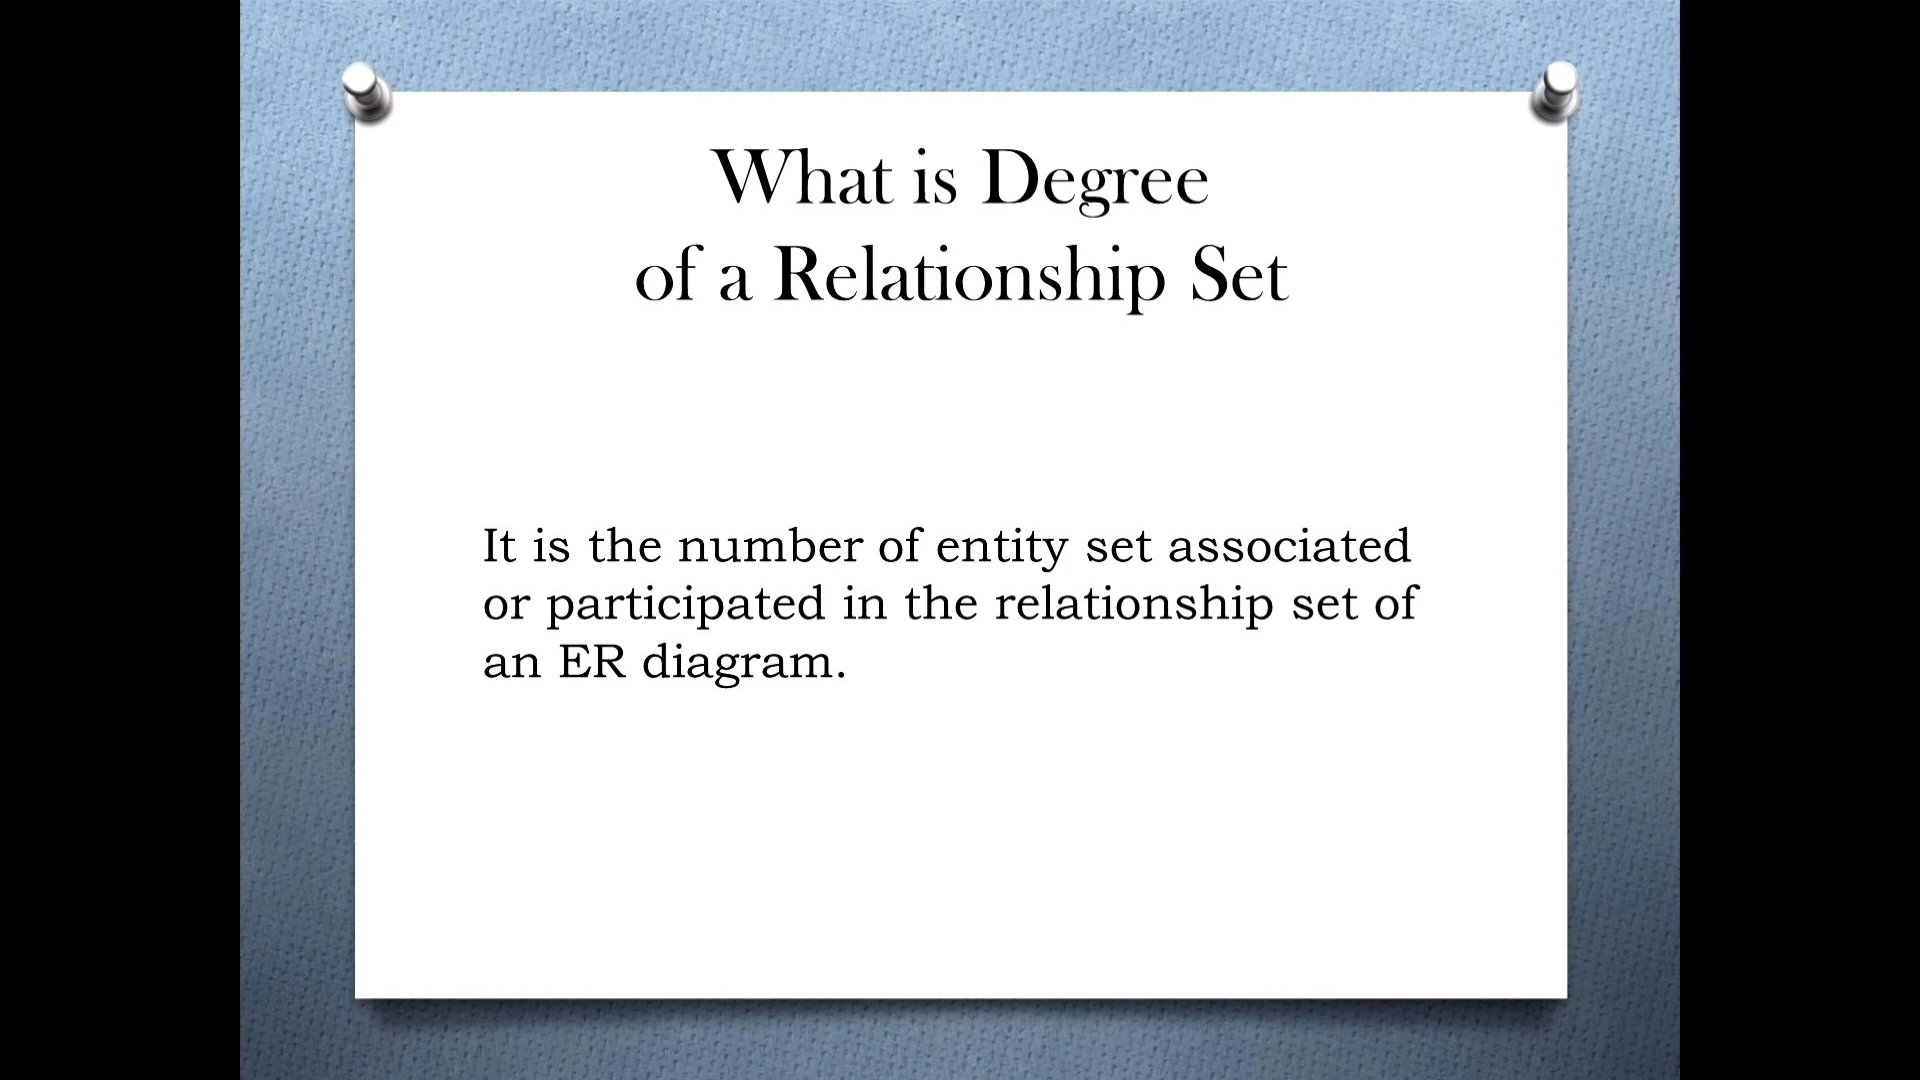 What is Degree
of a Relationship Set
It is the number of entity set associated
or participated in the relationship set of
an ER diagram.